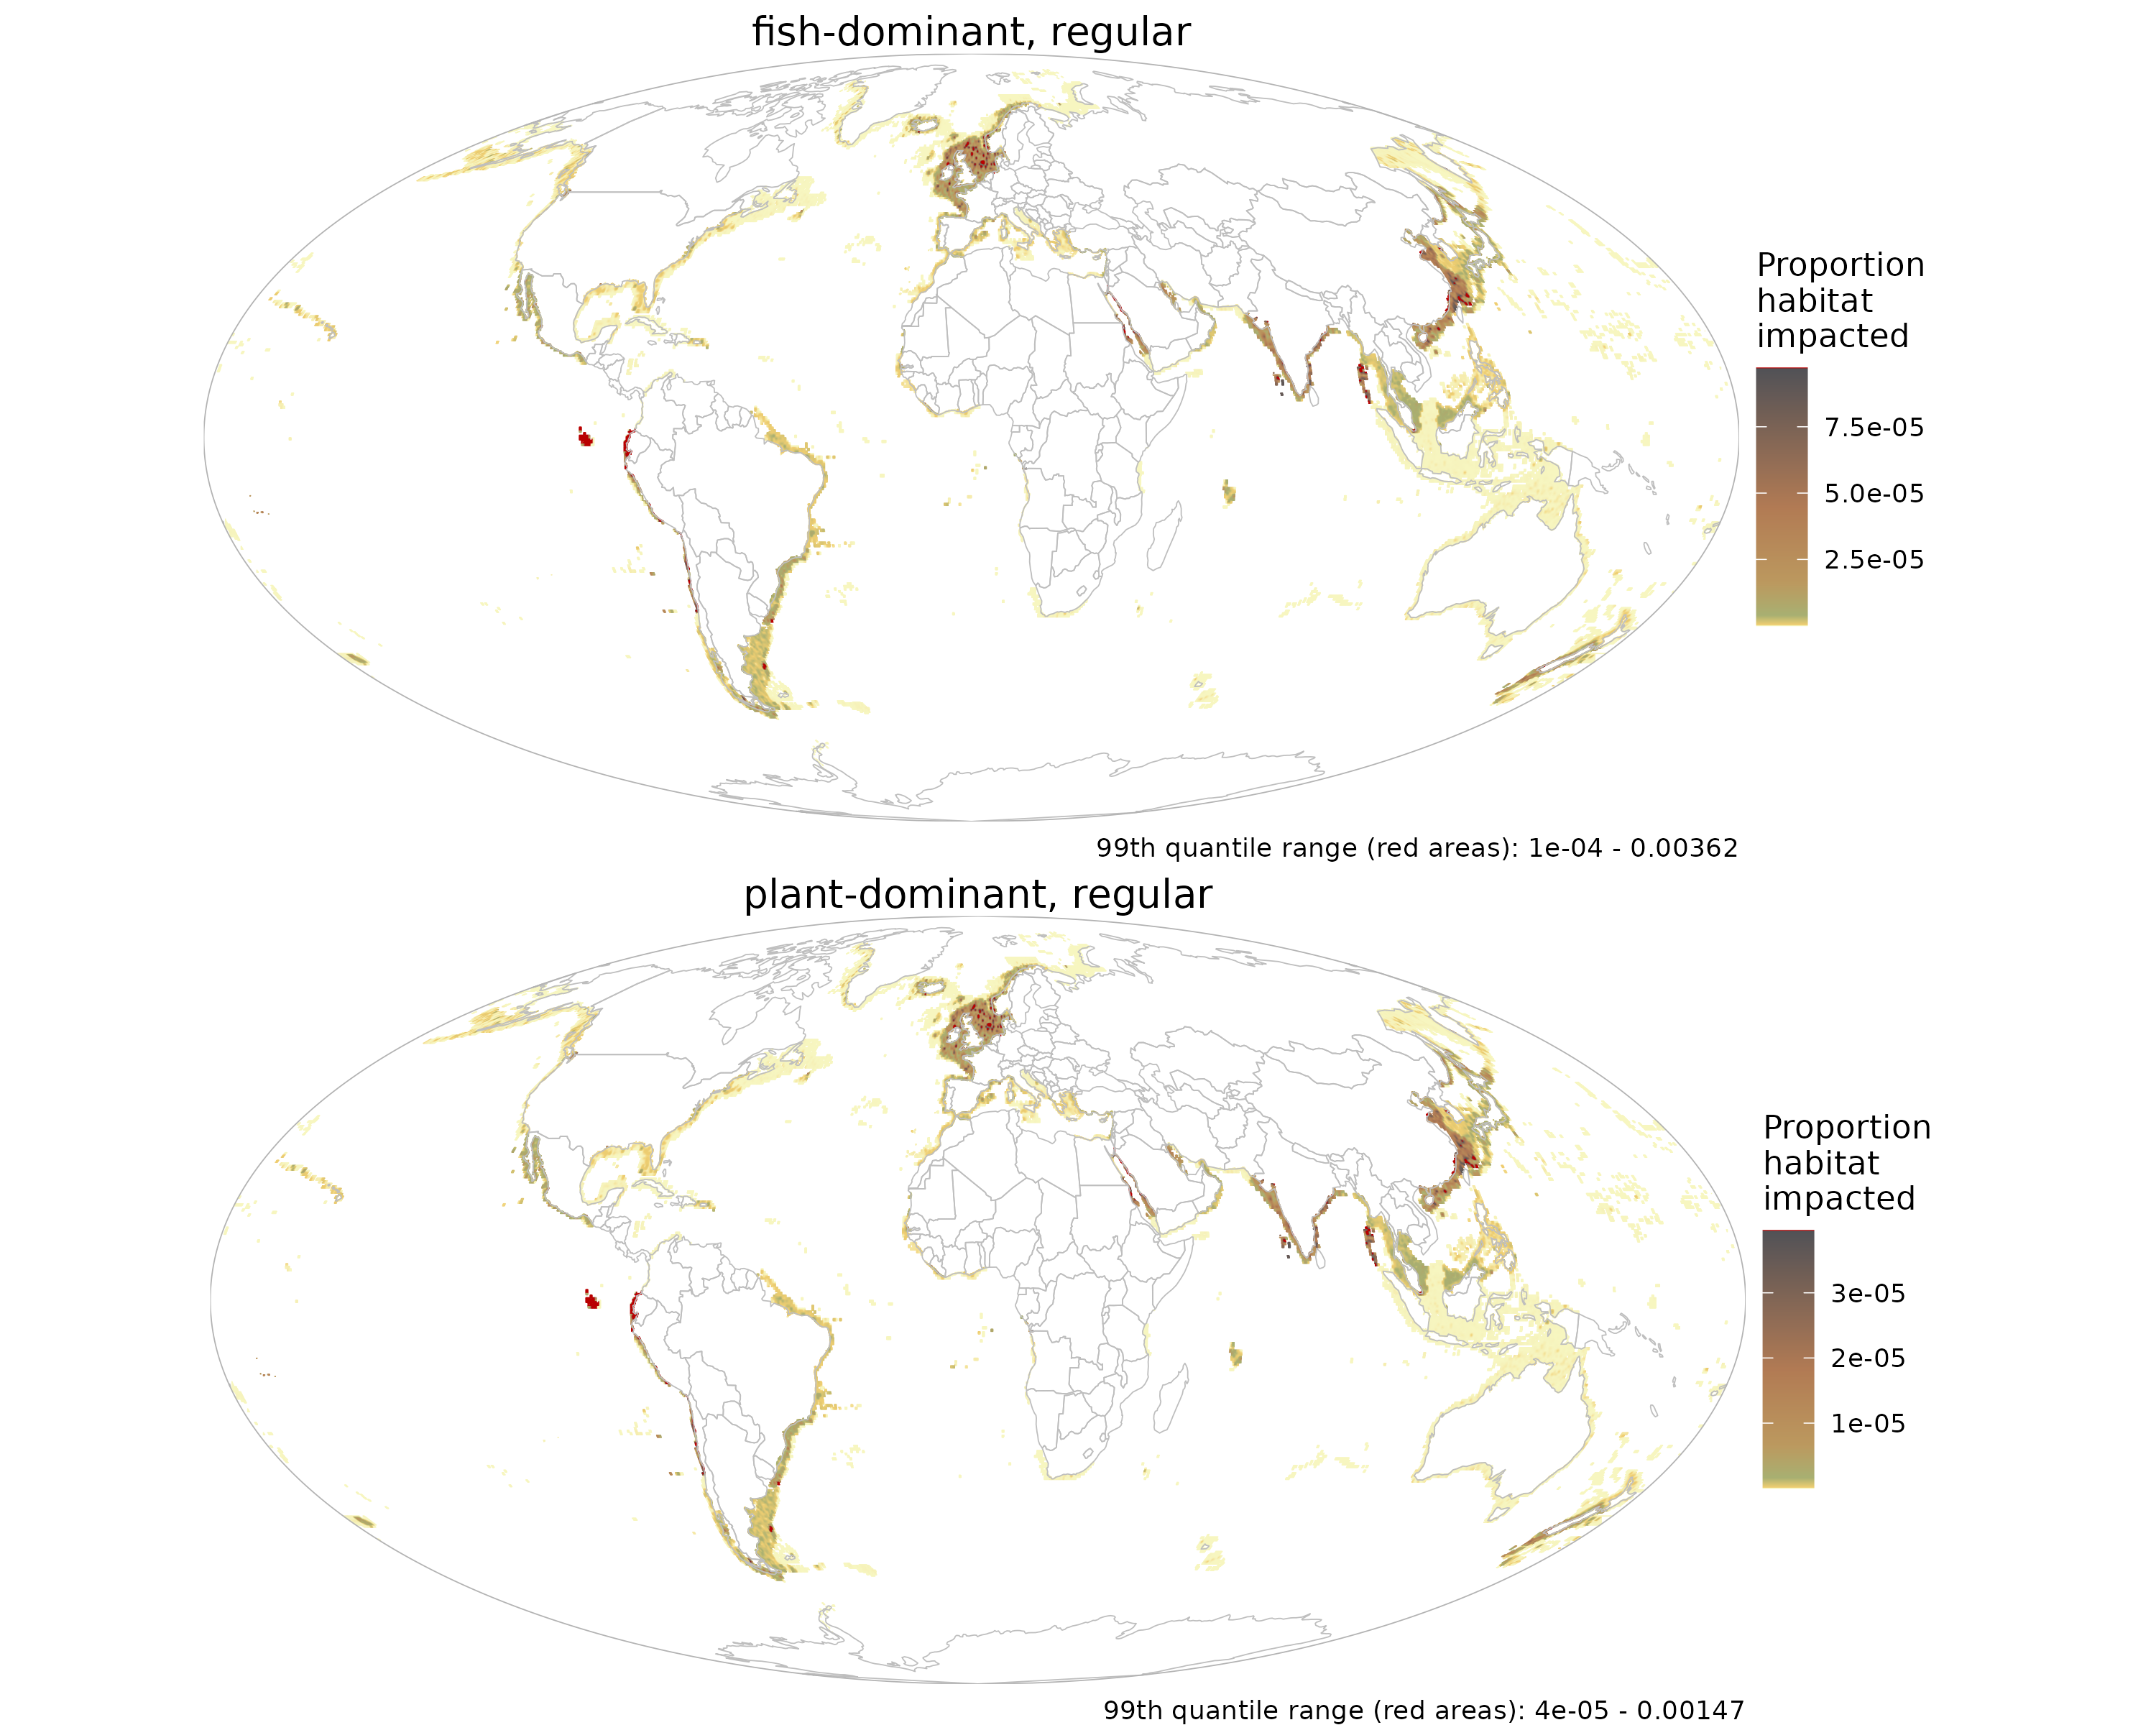 fish-dominant, regular
Proportion
habitat
impacted
7.5e-05
5.0e-05
2.5e-05
99th quantile range (red areas): 1e-04 - 0.00362
plant-dominant, regular
Proportion
habitat
impacted
3e-05
2e-05
1e-05
99th quantile range (red areas): 4e-05 - 0.00147